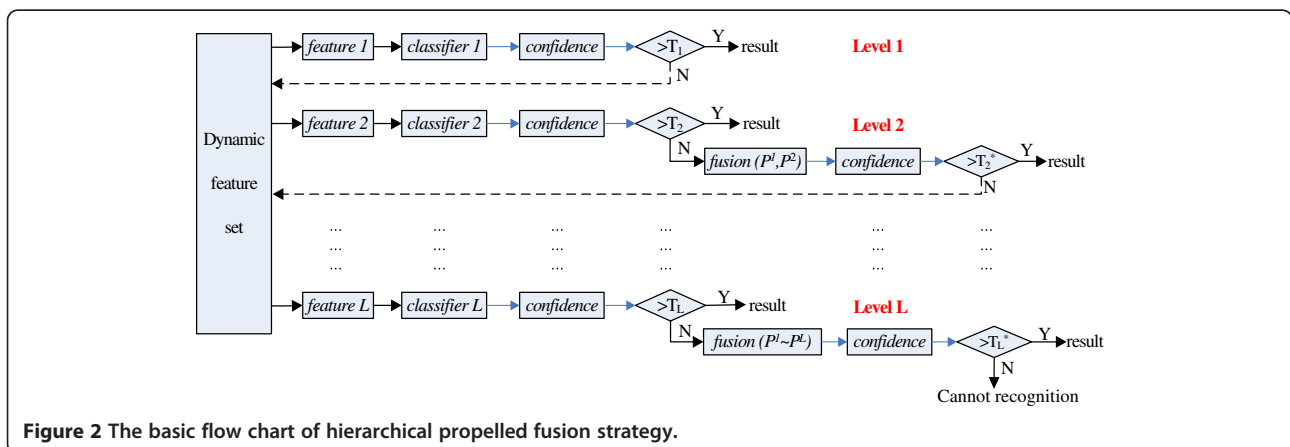 feature 1 classifier 1 confidence >T1 Y result Level 1
N
feature 2 classifier 2 confidence >T2 Y result Level 2
N fusion (P1,P2) confidence >T2* Y result
N
Dynamic
feature
set
... ... ... ... ... ...
... ... ... ... ... ...
... ... ... ... ... ...
feature L classifier L confidence >TL Y result Level L
N fusion (P1~PL) confidence >TL* Y result
N
Cannot recognition
Figure 2 The basic flow chart of hierarchical propelled fusion strategy.